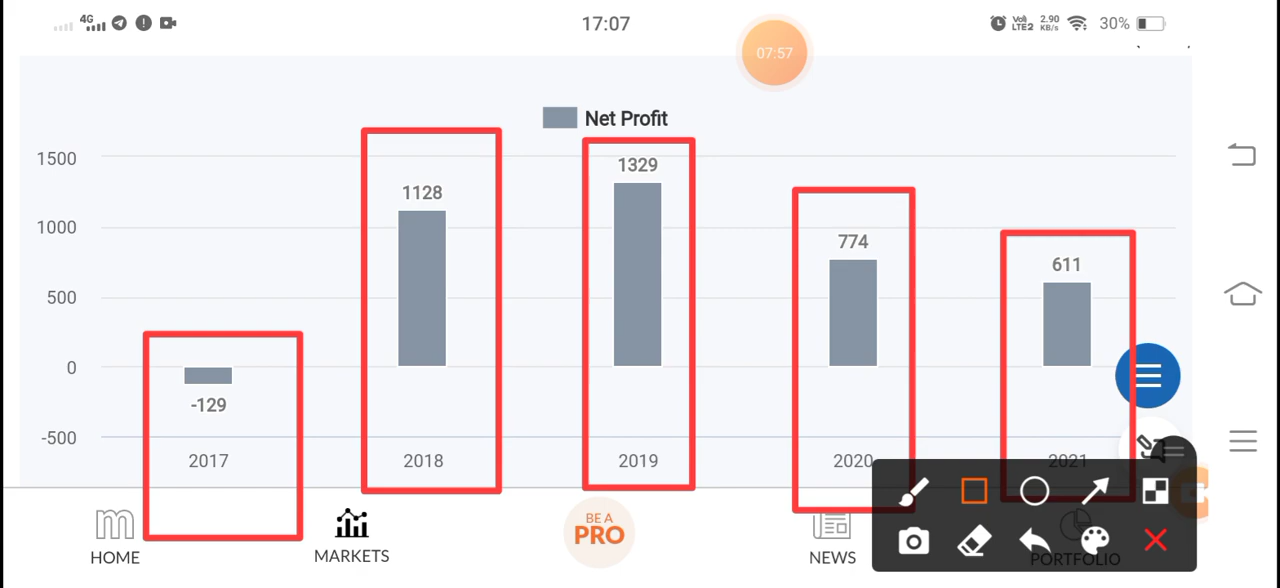 4G 17:07 07:57 Vo)) LTE2 2.90 KB/s 30%
Net Profit
1500
1000
500
0
-500
-129
1128
1329
774
611
2017 2018 2019 2020 2021
HOME
MARKETS
BE A
PRO
NEWS
PORTFOLIO